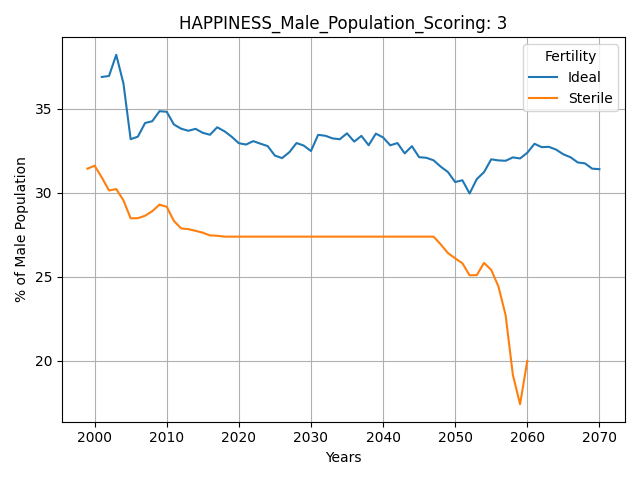 HAPPINESS_Male_Population_Scoring: 3
Fertility
Ideal
Sterile
% of Male Population
35
30
25
20
2000 2010 2020 2030 2040 2050 2060 2070
Years